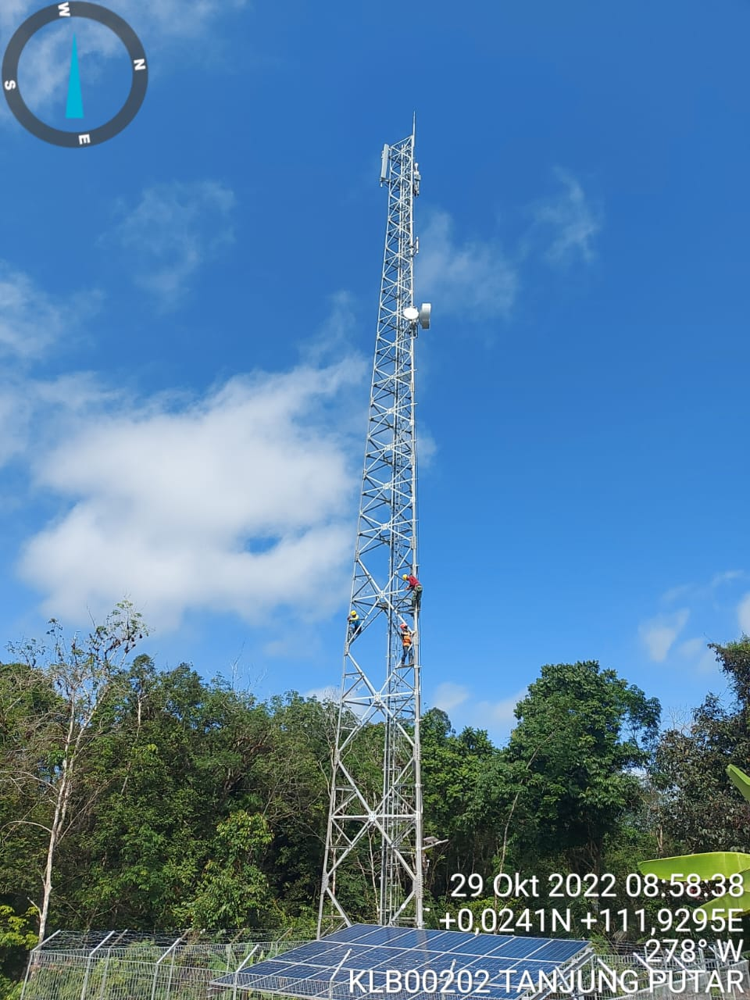 W
N
S
E
29 Okt 2022 08:58:38
+0,0241N +111,9295E
278° W
KLB00202 TANJUNG PUTAR